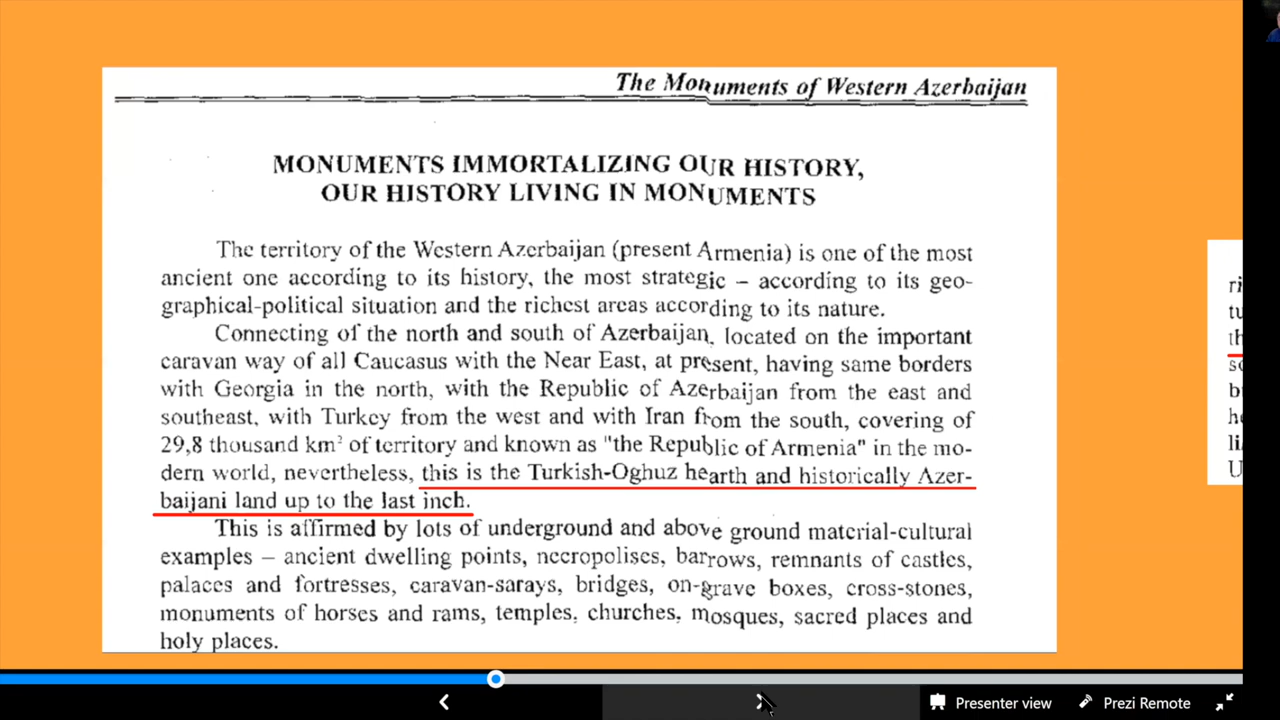 The Monuments of Western Azerbaijan
MONUMENTS IMMORTALIZING OUR HISTORY,
OUR HISTORY LIVING IN MONUMENTS
The territory of the Western Azerbaijan (present Armenia) is one of the most
ancient one according to its history, the most strategic – according to its geo-
graphical-political situation and the richest areas according to its nature.
Connecting of the north and south of Azerbaijan, located on the important
caravan way of all Caucasus with the Near East, at present, having same borders
with Georgia in the north, with the Republic of Azerbaijan from the east and
southeast, with Turkey from the west and with Iran from the south, covering of
29,8 thousand km² of territory and known as "the Republic of Armenia" in the mo-
dern world, nevertheless, this is the Turkish-Oghuz hearth and historically Azer-
baijani land up to the last inch.
This is affirmed by lots of underground and above ground material-cultural
examples – ancient dwelling points, necropolises, barrows, remnants of castles,
palaces and fortresses, caravan-sarays, bridges, on-grave boxes, cross-stones,
monuments of horses and rams, temples, churches, mosques, sacred places and
holy places.
Presenter view
Prezi Remote